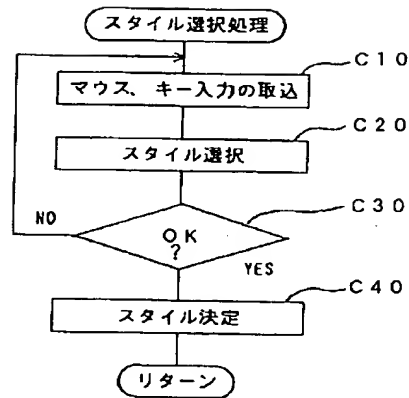 スタイル選択処理
C10
マウス、キー入力の取込
C20
スタイル選択
C30
NO
OK
?
YES
C40
スタイル決定
リターン